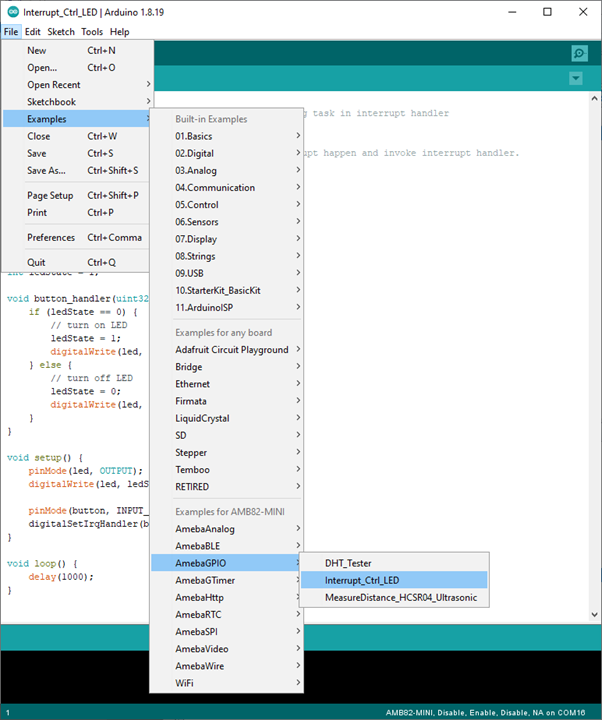 Interrupt_Ctrl_LED | Arduino 1.8.19
File Edit Sketch Tools Help
New Ctrl+N
Open... Ctrl+O
Open Recent
Sketchbook
Examples
Close Ctrl+W
Save Ctrl+S
Save As... Ctrl+Shift+S
Page Setup Ctrl+Shift+P
Print Ctrl+P
Preferences Ctrl+Comma
Quit Ctrl+Q
Built-in Examples
01.Basics
02.Digital
03.Analog
04.Communication
05.Control
06.Sensors
07.Display
08.Strings
09.USB
10.StarterKit_BasicKit
11.ArduinoISP
Examples for any board
Adafruit Circuit Playground
Bridge
Ethernet
Firmata
LiquidCrystal
SD
Stepper
Temboo
RETIRED
Examples for AMB82-MINI
AmebaAnalog
AmebaBLE
AmebaGPIO
AmebaGTimer
AmebaHttp
AmebaRTC
AmebaSPI
AmebaVideo
AmebaWire
WiFi
DHT_Tester
Interrupt_Ctrl_LED
MeasureDistance_HCSR04_Ultrasonic
task in interrupt handler
happen and invoke interrupt handler.
void button_handler(uint32
if (ledState == 0) {
// turn on LED
ledState = 1;
digitalWrite(led,
} else {
// turn off LED
ledState = 0;
digitalWrite(led,
}
}
void setup() {
pinMode(led, OUTPUT);
digitalWrite(led, ledS
pinMode(button, INPUT_
digitalSetIrqHandler(b
}
void loop() {
delay(1000);
}
1
AMB82-MINI, Disable, Enable, Disable, NA on COM16